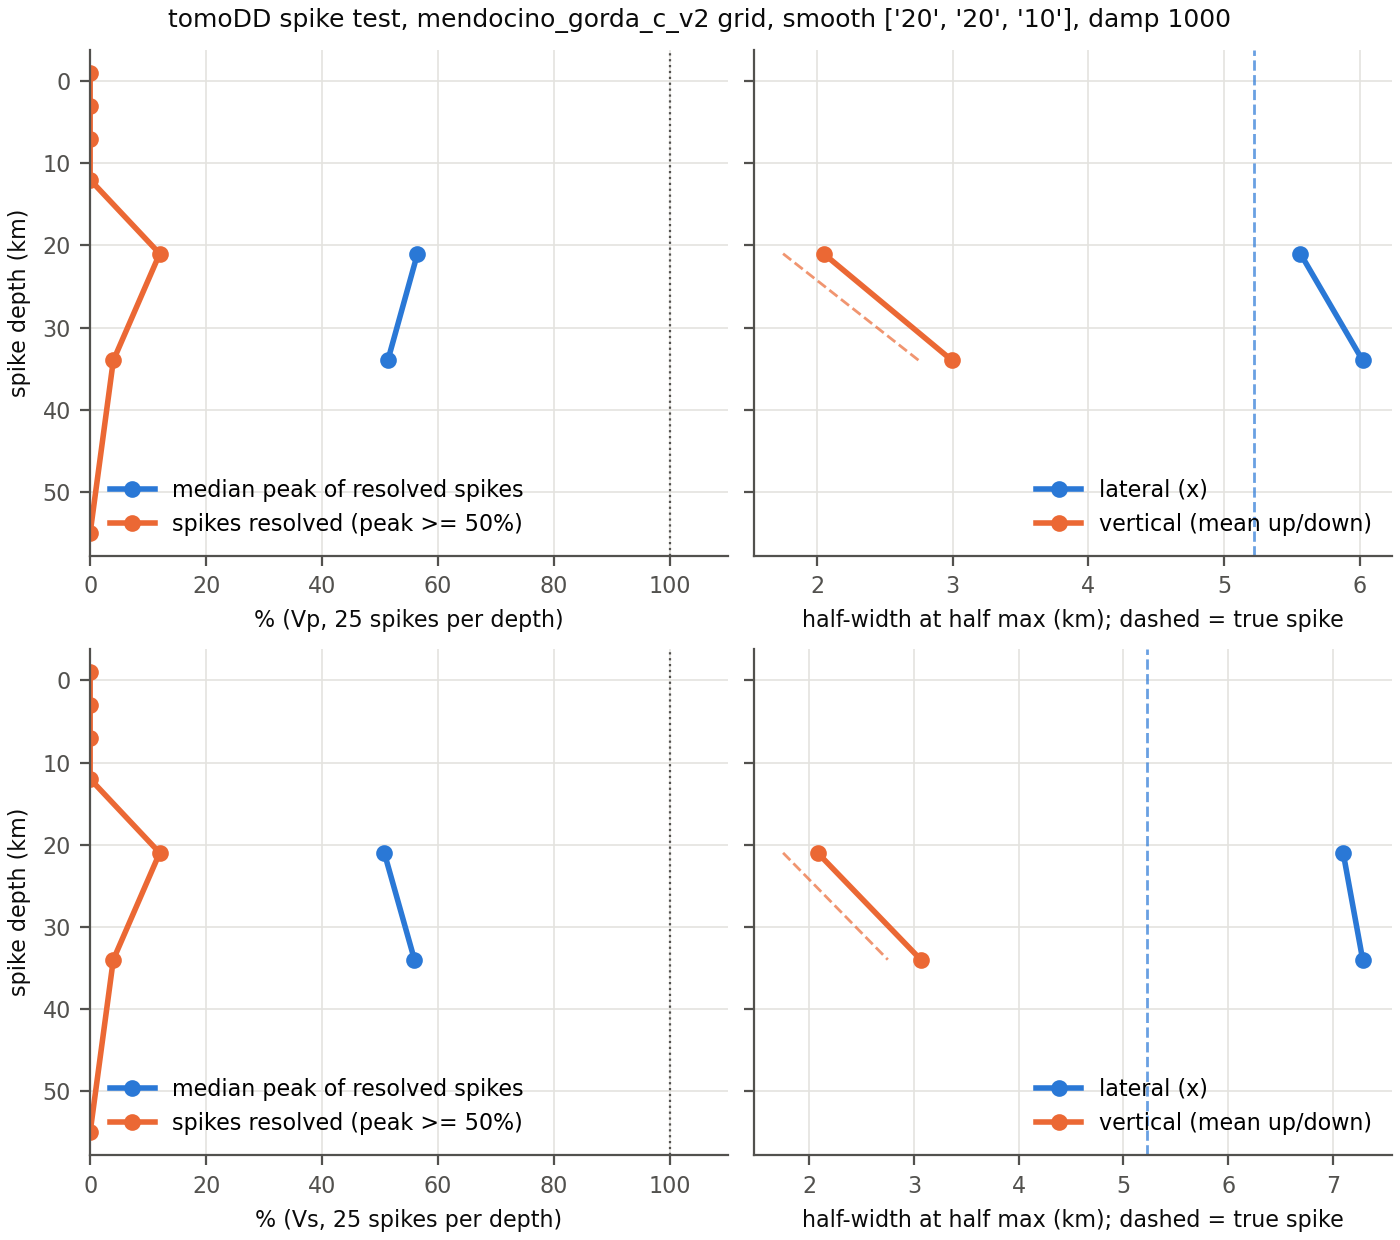 tomoDD spike test, mendocino_gorda_c_v2 grid, smooth ['20', '20', '10'], damp 1000
0
10
20
30
40
50
spike depth (km)
median peak of resolved spikes
spikes resolved (peak >= 50%)
0 20 40 60 80 100
% (Vp, 25 spikes per depth)
lateral (x)
vertical (mean up/down)
2 3 4 5 6
half-width at half max (km); dashed = true spike
0
10
20
30
40
50
spike depth (km)
median peak of resolved spikes
spikes resolved (peak >= 50%)
0 20 40 60 80 100
% (Vs, 25 spikes per depth)
lateral (x)
vertical (mean up/down)
2 3 4 5 6 7
half-width at half max (km); dashed = true spike